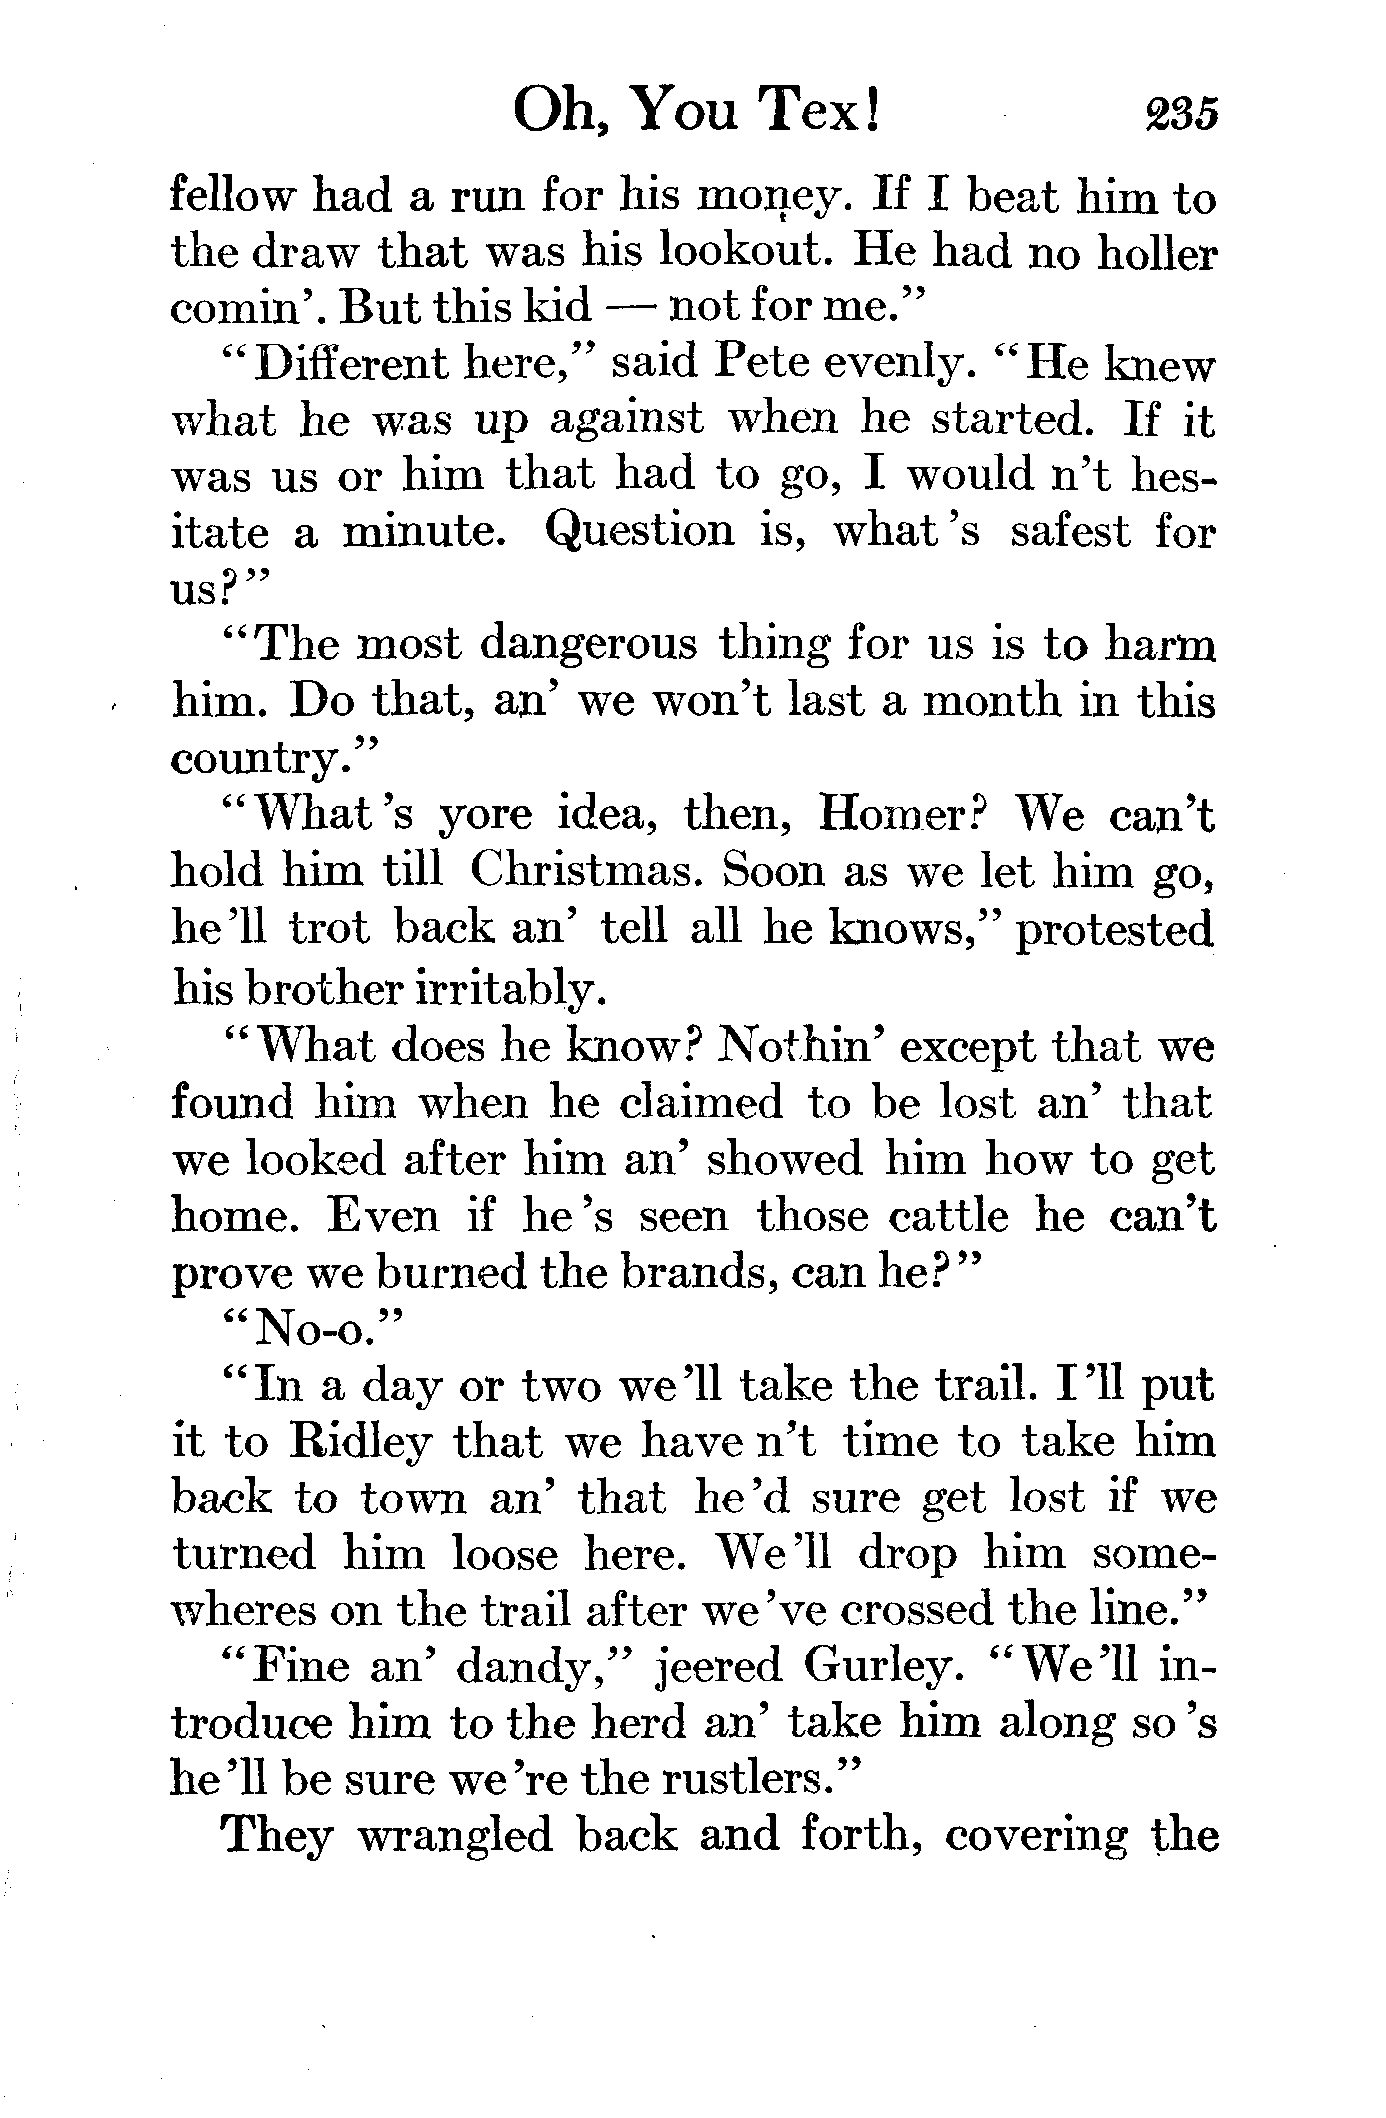 Oh, You Tex! 235
fellow had a run for his money. If I beat him to
the draw that was his lookout. He had no holler
comin’. But this kid — not for me.”
“Different here,” said Pete evenly. “He knew
what he was up against when he started. If it
was us or him that had to go, I would n’t hes-
itate a minute. Question is, what ’s safest for
us?”
“The most dangerous thing for us is to harm
him. Do that, an’ we won’t last a month in this
country.”
“What ’s yore idea, then, Homer? We can’t
hold him till Christmas. Soon as we let him go,
he ’ll trot back an’ tell all he knows,” protested
his brother irritably.
“What does he know? Nothin’ except that we
found him when he claimed to be lost an’ that
we looked after him an’ showed him how to get
home. Even if he ’s seen those cattle he can’t
prove we burned the brands, can he?”
“No-o.”
“In a day or two we ’ll take the trail. I ’ll put
it to Ridley that we have n’t time to take him
back to town an’ that he ’d sure get lost if we
turned him loose here. We ’ll drop him some-
wheres on the trail after we ’ve crossed the line.”
“Fine an’ dandy,” jeered Gurley. “We ’ll in-
troduce him to the herd an’ take him along so ’s
he ’ll be sure we ’re the rustlers.”
They wrangled back and forth, covering the